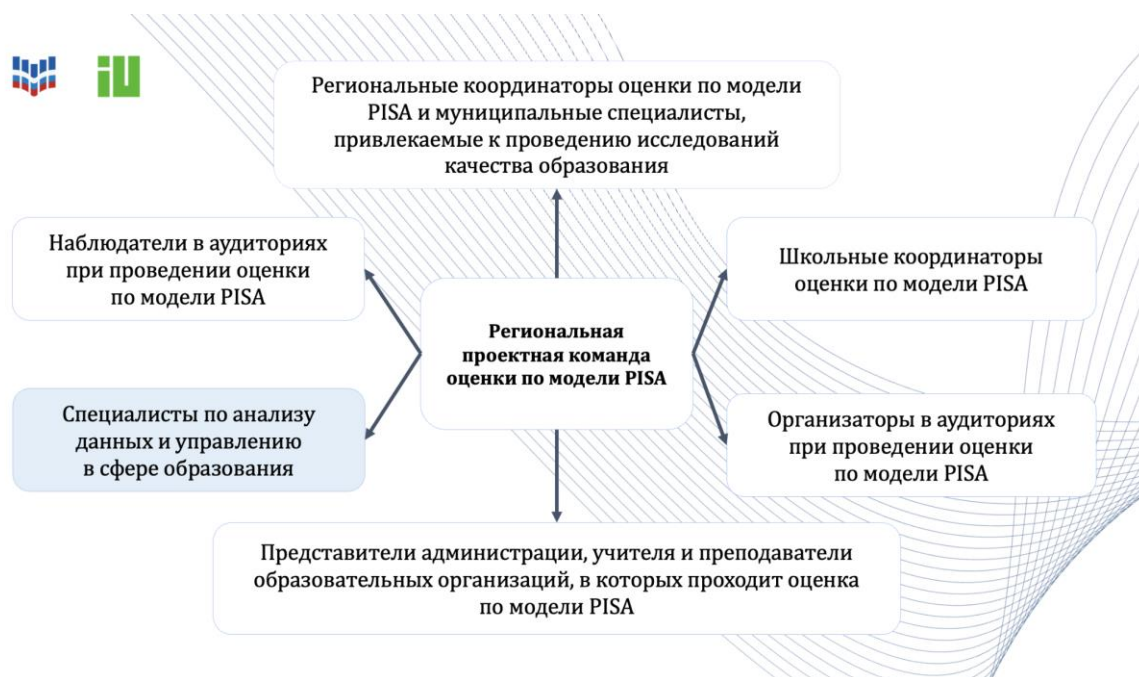 Региональные координаторы оценки по модели
PISA и муниципальные специалисты,
привлекаемые к проведению исследований
качества образования
Наблюдатели в аудиториях
при проведении оценки
по модели PISA
Школьные координаторы
оценки по модели PISA
Региональная
проектная команда
оценки по модели PISA
Специалисты по анализу
данных и управлению
в сфере образования
Организаторы в аудиториях
при проведении оценки
по модели PISA
Представители администрации, учителя и преподаватели
образовательных организаций, в которых проходит оценка
по модели PISA